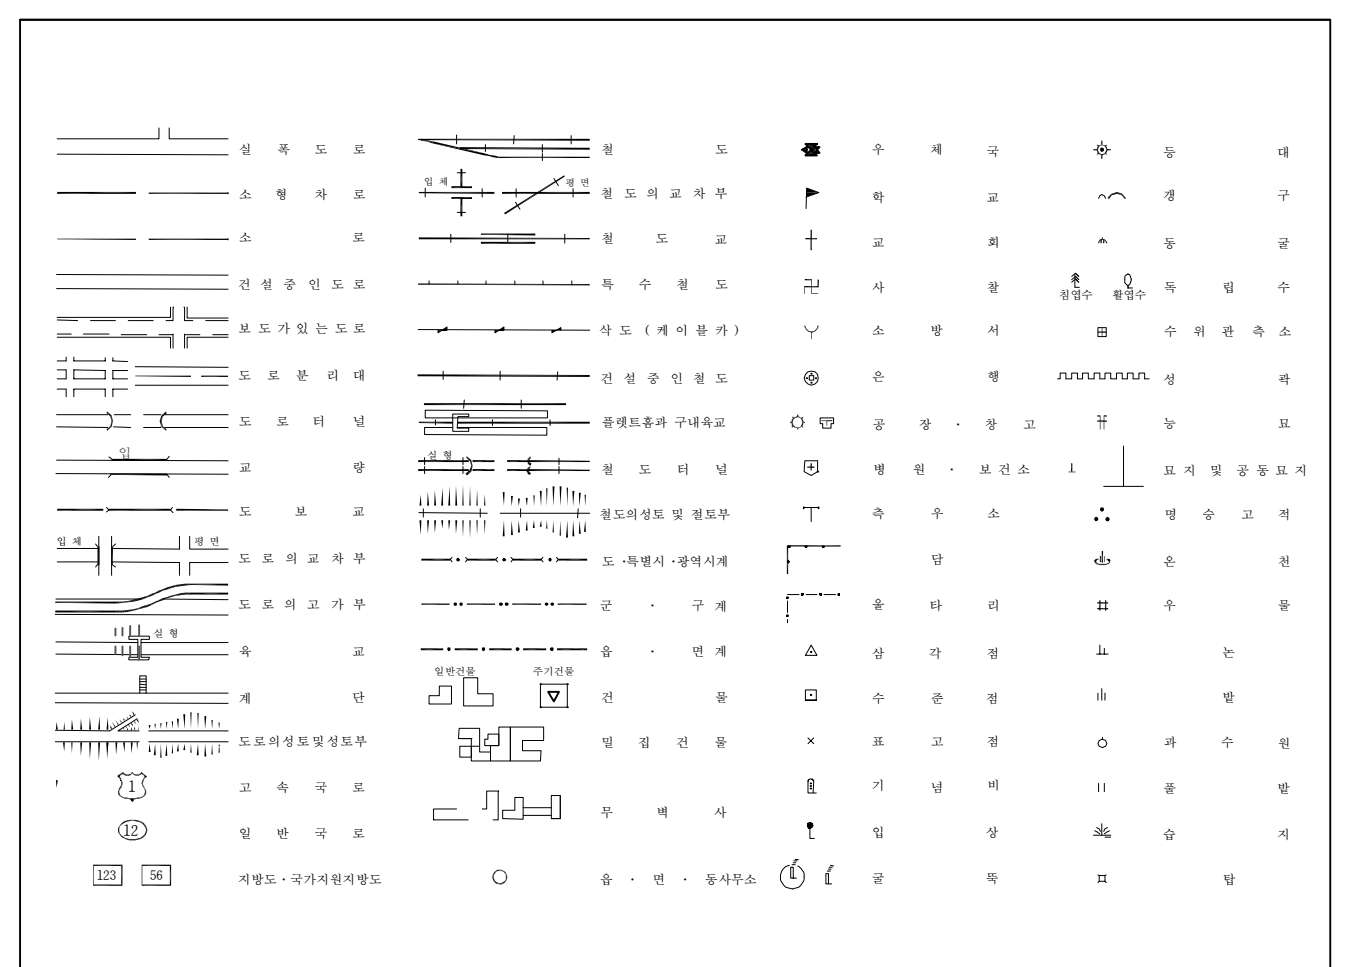 실 폭 도 로
소 형 차 로
소 로
건 설 중 인 도 로
보 도 가 있 는 도 로
도 로 분 리 대
도 로 터 널
입
교 량
도 보 교
입 체 평 면
도 로 의 교 차 부
도 로 의 고 가 부
실 형
육 교
계 단
도로의성토및성토부
1
고 속 국 로
12
일 반 국 로
123 56
지방도·국가지원지방도
철 도
입 체 평 면
철 도 의 교 차 부
철 도 교
특 수 철 도
삭 도 ( 케 이 블 카 )
건 설 중 인 철 도
플렛트홈과 구내육교
실 형
철 도 터 널
철도의성토 및 절토부
도 ·특별시 ·광역시계
군 · 구 계
읍 · 면 계
일반건물 주기건물
건 물
밀 집 건 물
무 벽 사
읍 · 면 · 동사무소
우 체 국
학 교
교 회
사 찰
소 방 서
은 행
공 장 · 창 고
병 원 · 보 건 소
측 우 소
담
울 타 리
삼 각 점
수 준 점
표 고 점
기 념 비
입 상
굴 뚝
등 대
갱 구
동 굴
침엽수 활엽수
독 립 수
수 위 관 측 소
성 곽
능 묘
묘 지 및 공 동 묘 지
명 승 고 적
온 천
우 물
논
밭
과 수 원
풀 밭
습 지
탑